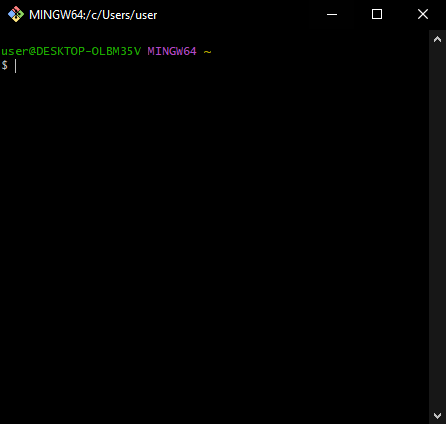 MINGW64:/c/Users/user
user@DESKTOP-OLBM35V MINGW64 ~
$